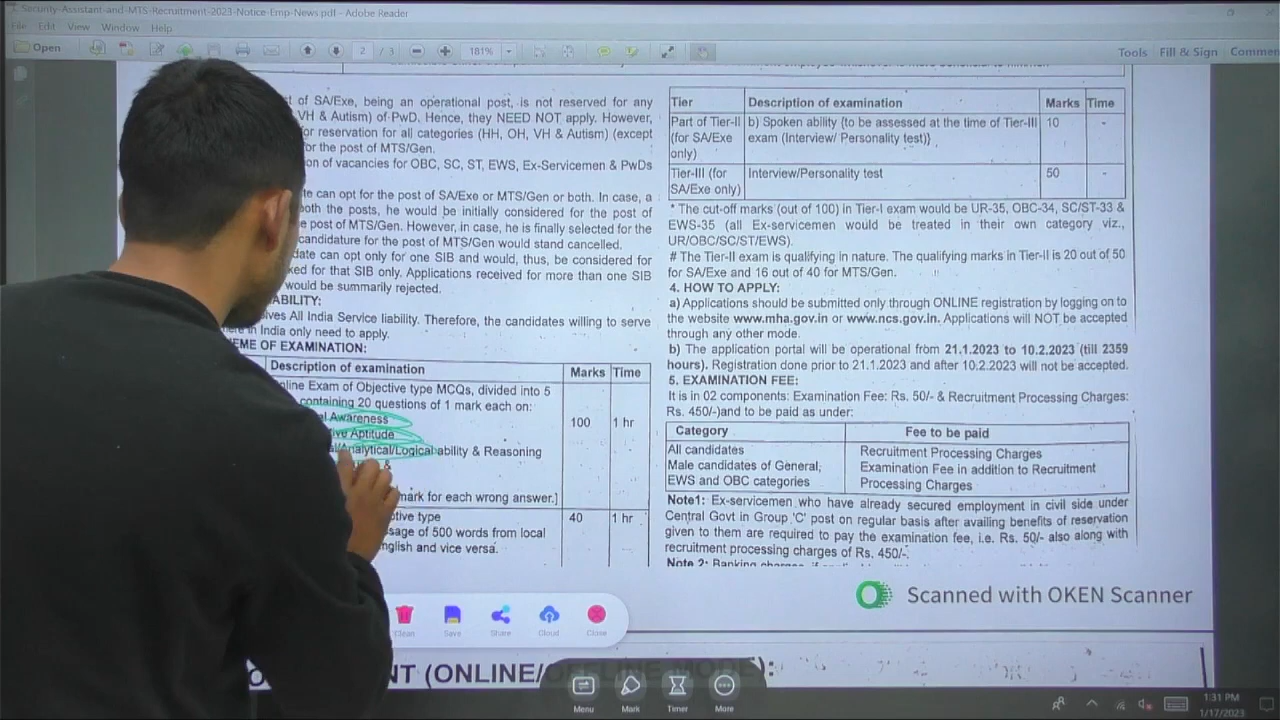 Security-Assistant-and-MTS-Recruitment-2023-Notice-Emp-News.pdf - Adobe Reader
File Edit View Window Help
Open 2 / 3 181% Tools Fill & Sign Commen
t of SA/Exe, being an operational post, is not reserved for any
VH & Autism) of PwD. Hence, they NEED NOT apply. However,
or reservation for all categories (HH, OH, VH & Autism) (except
or the post of MTS/Gen.
on of vacancies for OBC, SC, ST, EWS, Ex-Servicemen & PwDs
te can opt for the post of SA/Exe or MTS/Gen or both. In case, a
oth the posts, he would be initially considered for the post of
e post of MTS/Gen. However, in case, he is finally selected for the
candidature for the post of MTS/Gen would stand cancelled.
date can opt only for one SIB and would, thus, be considered for
ked for that SIB only. Applications received for more than one SIB
would be summarily rejected.
ABILITY:
ves All India Service liability. Therefore, the candidates willing to serve
here in India only need to apply.
EME OF EXAMINATION:
Description of examination Marks Time
nline Exam of Objective type MCQs, divided into 5
containing 20 questions of 1 mark each on:
al Awareness
ive Aptitude 100 1 hr
al/Analytical/Logical ability & Reasoning
&
mark for each wrong answer.]
ptive type 40 1 hr
sage of 500 words from local
nglish and vice versa.
Tier Description of examination Marks Time
Part of Tier-II b) Spoken ability {to be assessed at the time of Tier-III 10 -
(for SA/Exe exam (Interview/ Personality test)}
only)
Tier-III (for Interview/Personality test 50 -
SA/Exe only)
* The cut-off marks (out of 100) in Tier-I exam would be UR-35, OBC-34, SC/ST-33 &
EWS-35 (all Ex-servicemen would be treated in their own category viz.,
UR/OBC/SC/ST/EWS).
# The Tier-II exam is qualifying in nature. The qualifying marks in Tier-II is 20 out of 50
for SA/Exe and 16 out of 40 for MTS/Gen.
4. HOW TO APPLY:
a) Applications should be submitted only through ONLINE registration by logging on to
the website www.mha.gov.in or www.ncs.gov.in. Applications will NOT be accepted
through any other mode.
b) The application portal will be operational from 21.1.2023 to 10.2.2023 (till 2359
hours). Registration done prior to 21.1.2023 and after 10.2.2023 will not be accepted.
5. EXAMINATION FEE:
It is in 02 components: Examination Fee: Rs. 50/- & Recruitment Processing Charges:
Rs. 450/-)and to be paid as under:
Category Fee to be paid
All candidates Recruitment Processing Charges
Male candidates of General, Examination Fee in addition to Recruitment
EWS and OBC categories Processing Charges
Note1: Ex-servicemen who have already secured employment in civil side under
Central Govt in Group 'C' post on regular basis after availing benefits of reservation
given to them are required to pay the examination fee, i.e. Rs. 50/- also along with
recruitment processing charges of Rs. 450/-.
Note 2:
Scanned with OKEN Scanner
Clean Save Share Cloud Close
NT (ONLINE/OFFLINE MODE):
Menu Mark Timer More
1:31 PM
1/17/2023